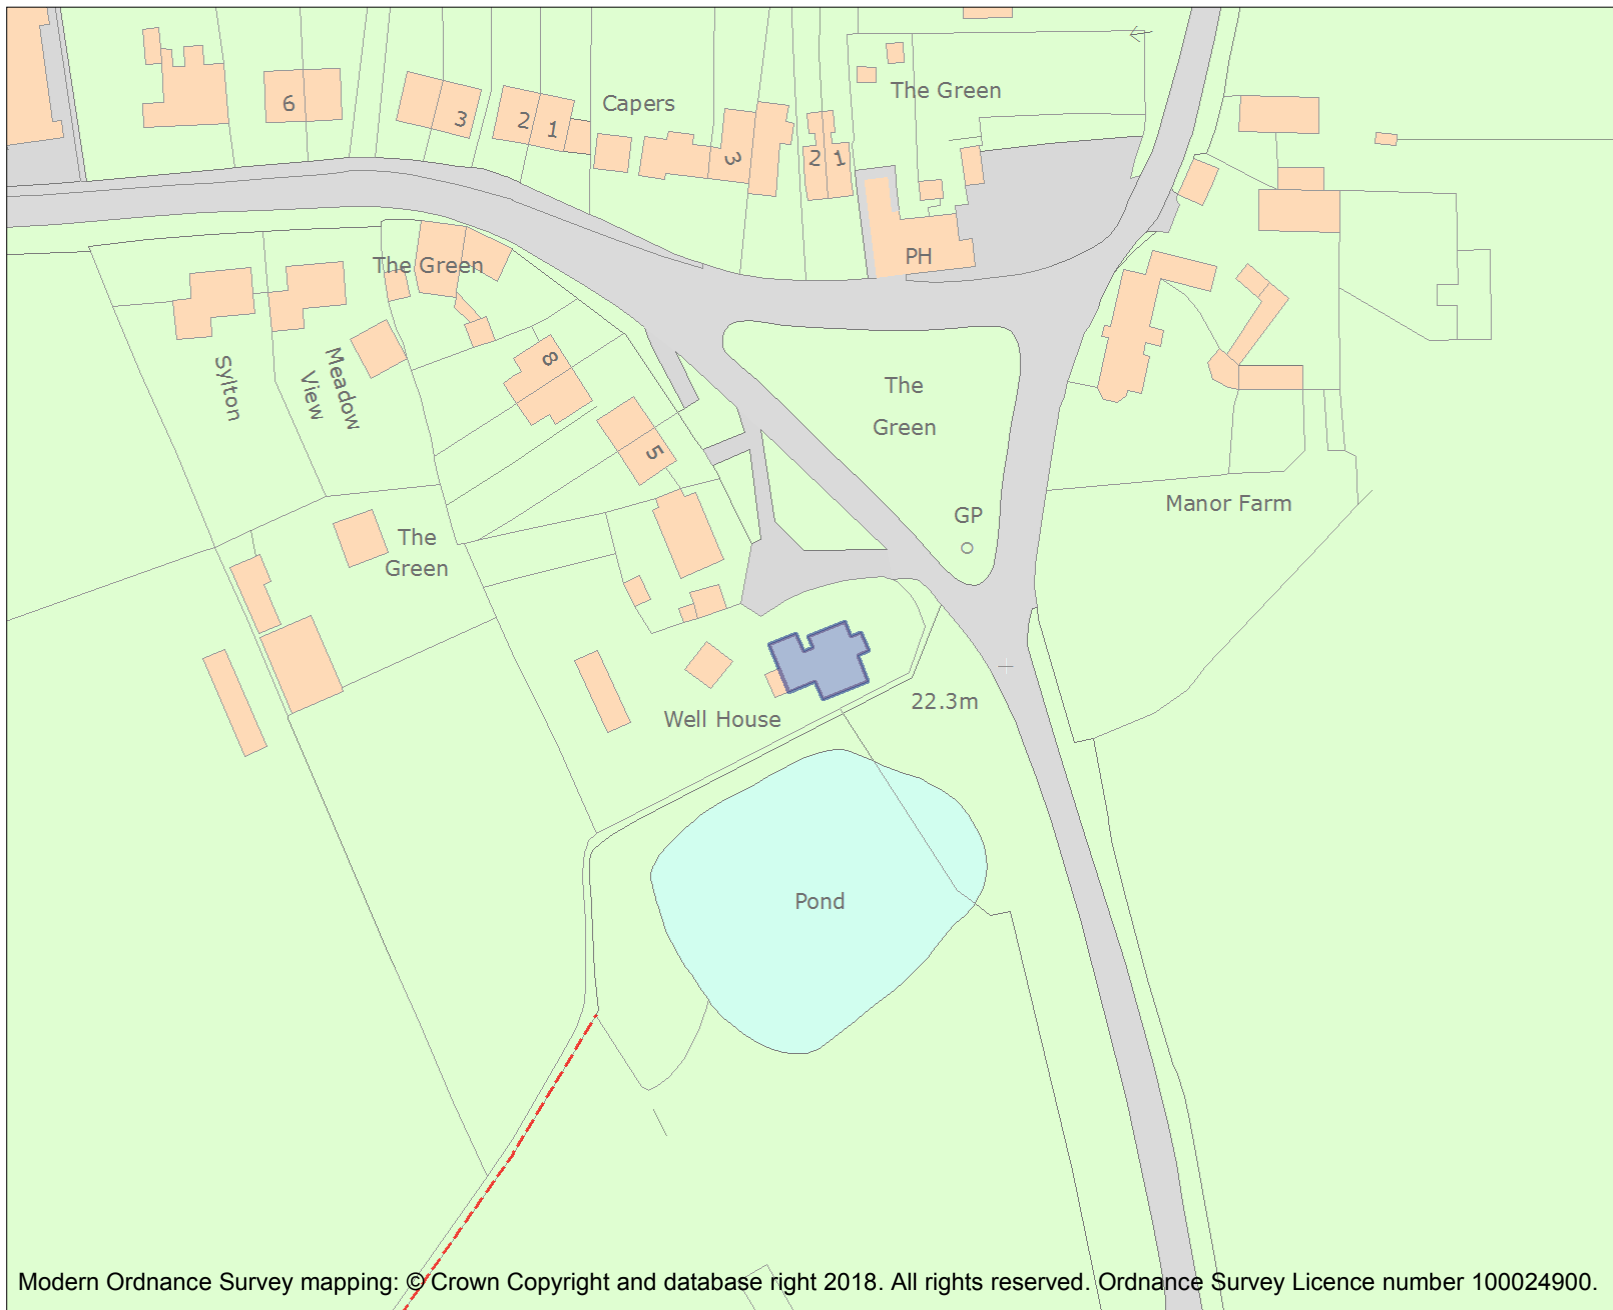 The Green
Capers
6
3
2
1
3
2
1
PH
The Green
8
The
Green
Sylton
Meadow
View
5
GP
Manor Farm
The
Green
22.3m
Well House
Pond
Modern Ordnance Survey mapping: © Crown Copyright and database right 2018. All rights reserved. Ordnance Survey Licence number 100024900.